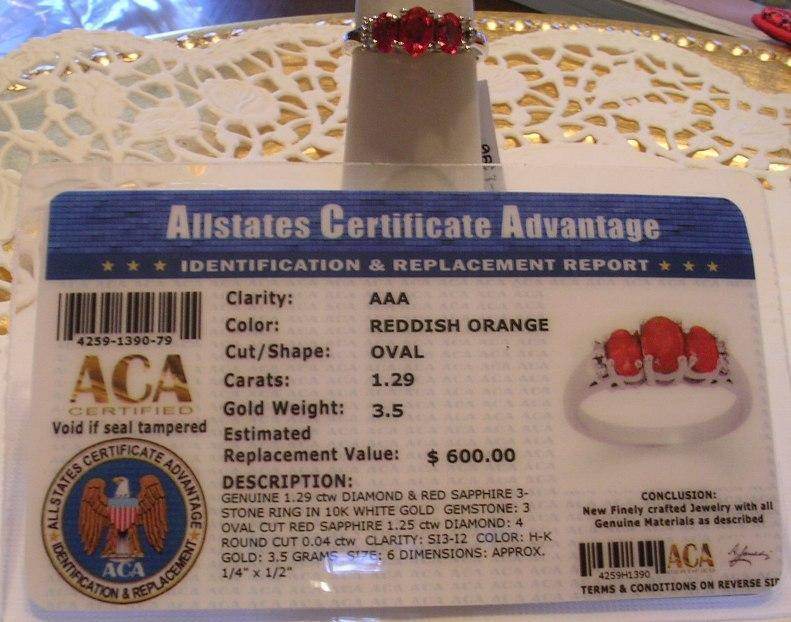 Allstates Certificate Advantage
IDENTIFICATION & REPLACEMENT REPORT
4259-1390-79
ACA
CERTIFIED
Void if seal tampered
ALLSTATES CERTIFICATE ADVANTAGE
IDENTIFICATION & REPLACEMENT
ACA
Clarity: AAA
Color: REDDISH ORANGE
Cut/Shape: OVAL
Carats: 1.29
Gold Weight: 3.5
Estimated
Replacement Value: $ 600.00
DESCRIPTION:
GENUINE 1.29 ctw DIAMOND & RED SAPPHIRE 3-
STONE RING IN 10K WHITE GOLD GEMSTONE: 3
OVAL CUT RED SAPPHIRE 1.25 ctw DIAMOND: 4
ROUND CUT 0.04 ctw CLARITY: SI3-I2 COLOR: H-K
GOLD: 3.5 GRAMS SIZE: 6 DIMENSIONS: APPROX.
1/4" x 1/2"
CONCLUSION:
New Finely crafted Jewelry with all
Genuine Materials as described
4259H1390
ACA
TERMS & CONDITIONS ON REVERSE